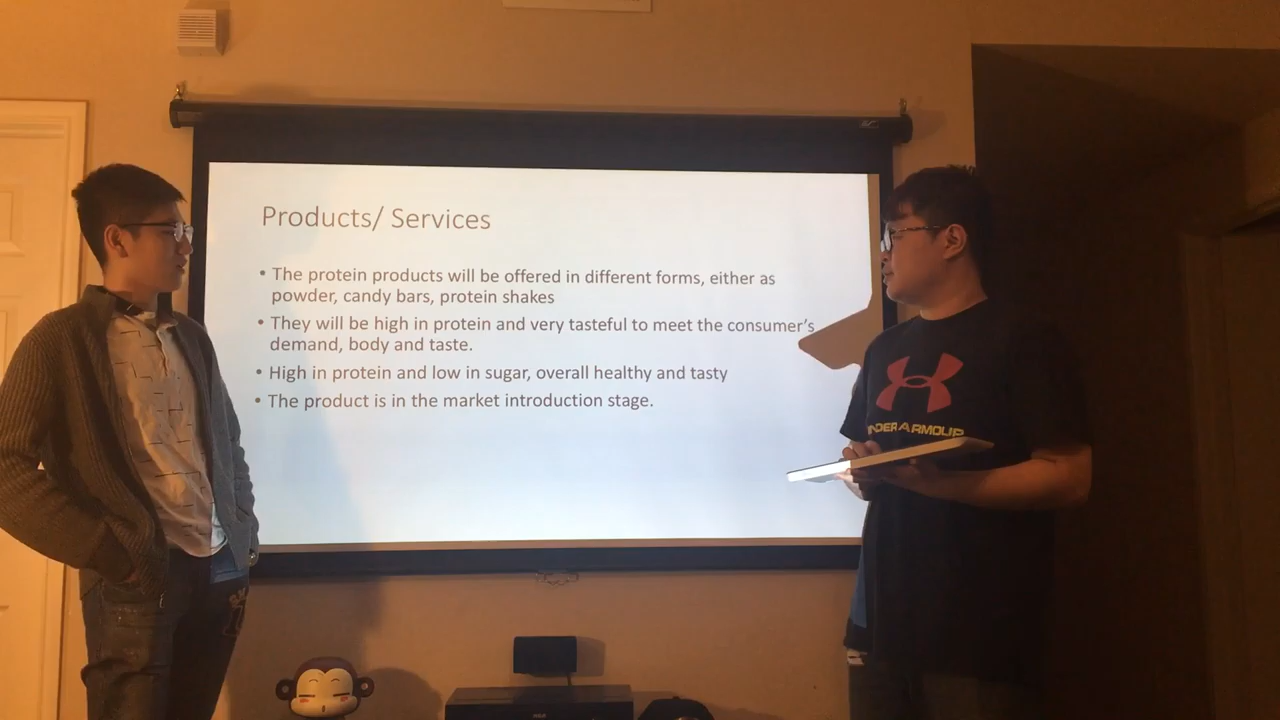 Products/ Services
• The protein products will be offered in different forms, either as
powder, candy bars, protein shakes
• They will be high in protein and very tasteful to meet the consumer's
demand, body and taste.
• High in protein and low in sugar, overall healthy and tasty
• The product is in the market introduction stage.
UNDER ARMOUR